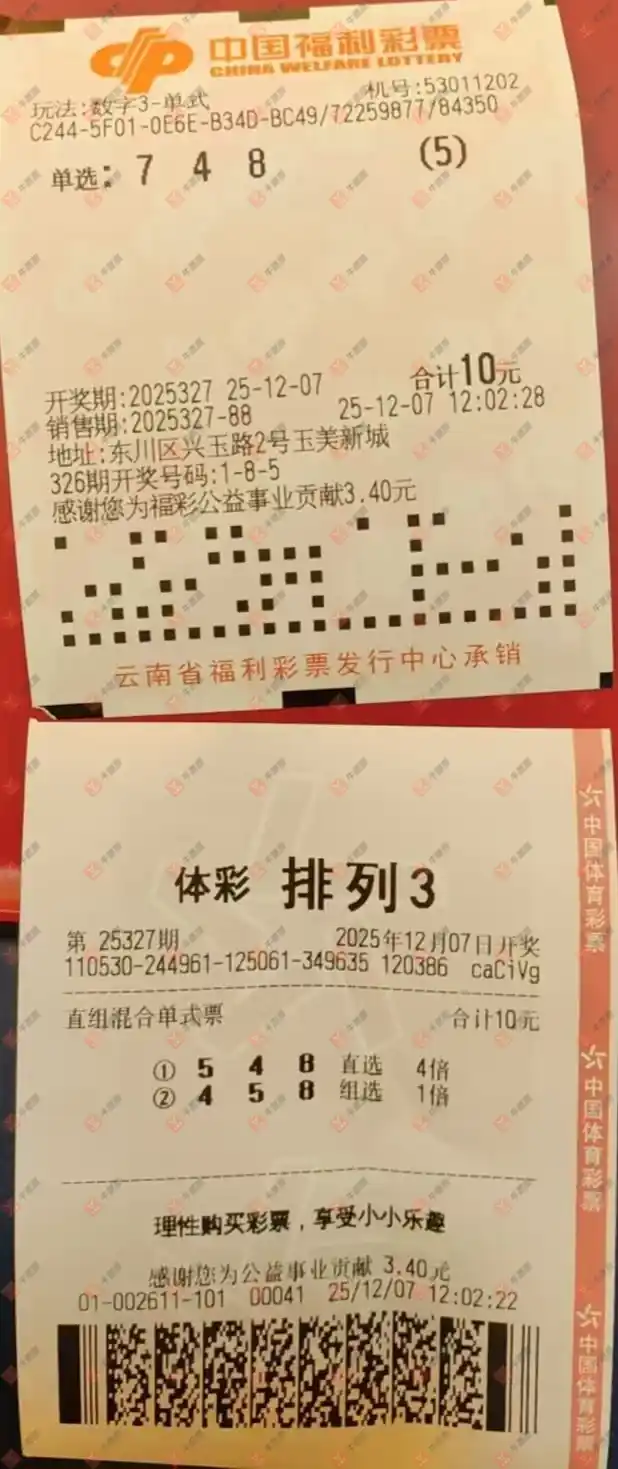 中国福利彩票
CHINA WELFARE LOTTERY
玩法:数字3-单式 机号:53011202
C244-5F01-0E6E-B34D-BC49/72259877/84350
单选: 7 4 8 (5)
开奖期:2025327 25-12-07 合计10元
销售期:2025327-88 25-12-07 12:02:28
地址:东川区兴玉路2号玉美新城
326期开奖号码:1-8-5
感谢您为福彩公益事业贡献3.40元
云南省福利彩票发行中心承销
体彩 排列3
第 25327期 2025年12月07日开奖
110530-244961-125061-349635 120386 caCiVg
直组混合单式票 合计10元
① 5 4 8 直选 4倍
② 4 5 8 组选 1倍
理性购买彩票，享受小小乐趣
感谢您为公益事业贡献 3.40元
01-002611-101 00041 25/12/07 12:02:22
中国体育彩票
中国体育彩票
中国体育彩票